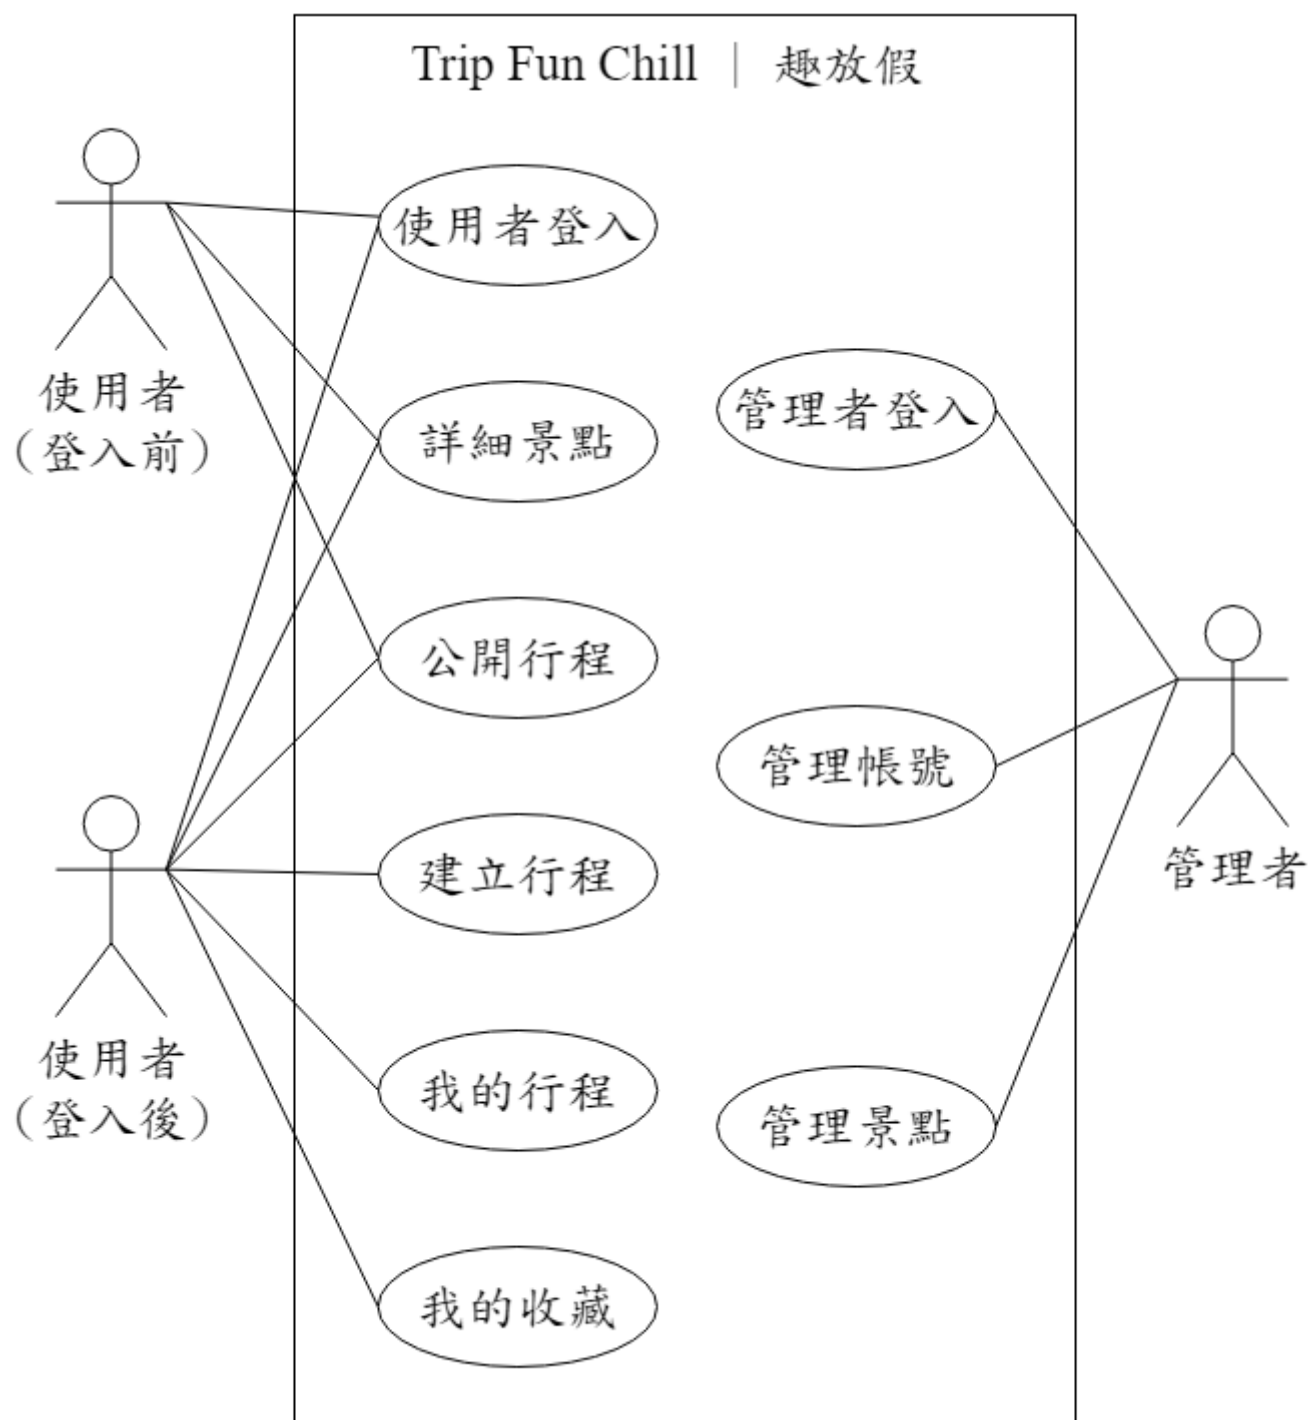 Trip Fun Chill | 趣放假
使用者
（登入前）
使用者登入
詳細景點
公開行程
建立行程
我的行程
我的收藏
使用者
（登入後）
管理者登入
管理帳號
管理景點
管理者